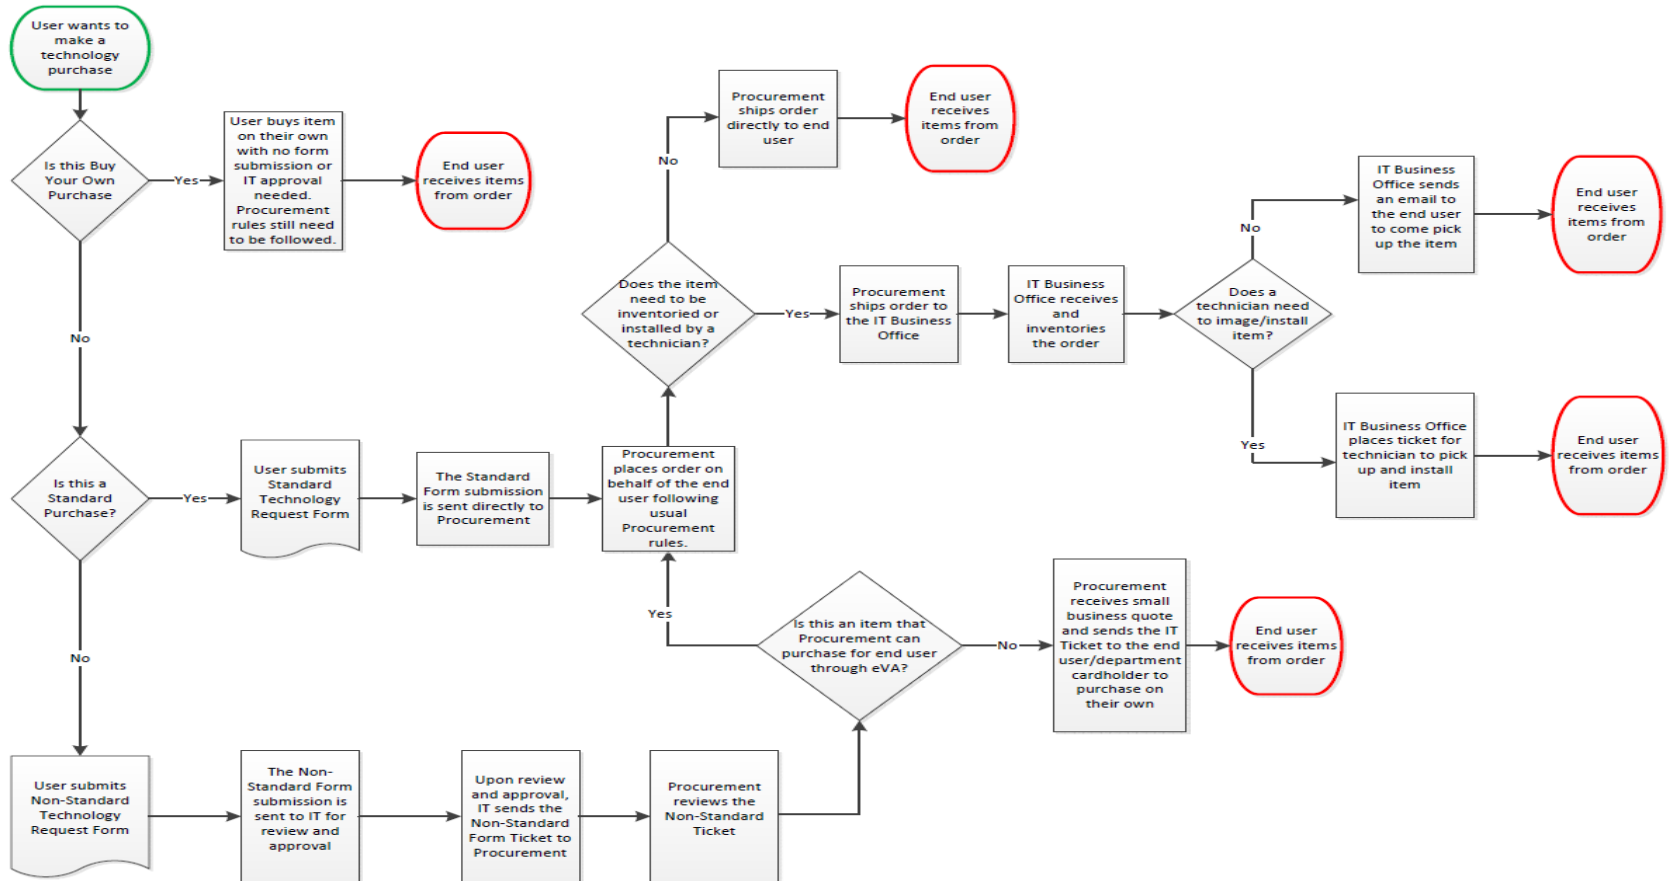 User wants to
make a
technology
purchase
Is this Buy
Your Own
Purchase
Yes
User buys item
on their own
with no form
submission or
IT approval
needed.
Procurement
rules still need
to be followed.
End user
receives items
from order
No
Procurement
ships order
directly to end
user
End user
receives
items from
order
No
Does the item
need to be
inventoried or
installed by a
technician?
Yes
Procurement
ships order to
the IT Business
Office
IT Business
Office receives
and
inventories
the order
Does a
technician need
to image/install
item?
No
IT Business
Office sends
an email to
the end user
to come pick
up the item
End user
receives
items from
order
Yes
IT Business Office
places ticket for
technician to pick
up and install
item
End user
receives items
from order
Is this a
Standard
Purchase?
Yes
User submits
Standard
Technology
Request Form
The Standard
Form submission
is sent directly to
Procurement
Procurement
places order on
behalf of the end
user following
usual
Procurement
rules.
No
User submits
Non-Standard
Technology
Request Form
The Non-
Standard Form
submission is
sent to IT for
review and
approval
Upon review
and approval,
IT sends the
Non-Standard
Form Ticket to
Procurement
Procurement
reviews the
Non-Standard
Ticket
Is this an item that
Procurement can
purchase for end user
through eVA?
Yes
No
Procurement
receives small
business quote
and sends the IT
Ticket to the end
user/department
cardholder to
purchase on
their own
End user
receives items
from order